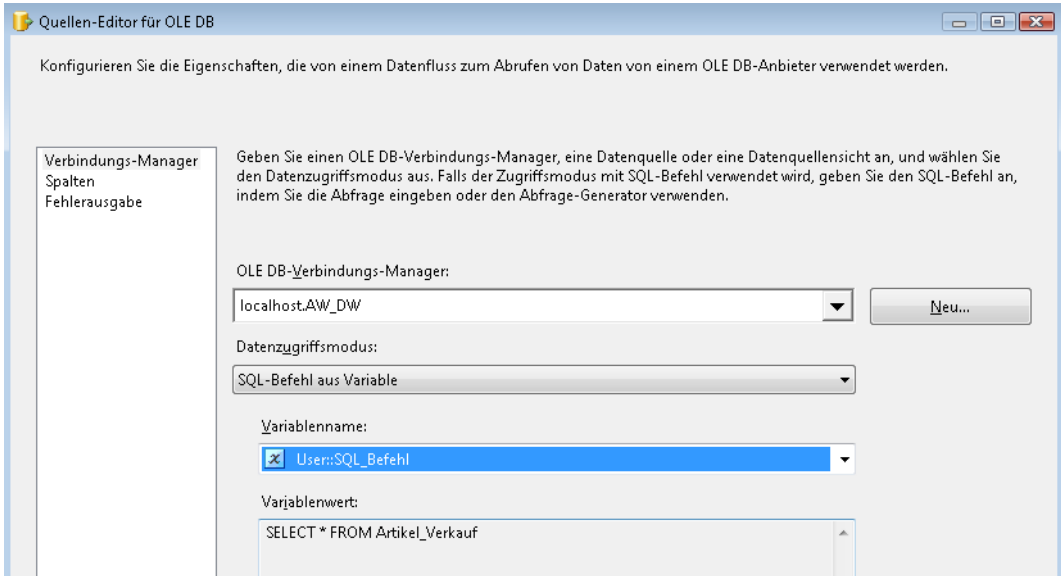 Quellen-Editor für OLE DB
Konfigurieren Sie die Eigenschaften, die von einem Datenfluss zum Abrufen von Daten von einem OLE DB-Anbieter verwendet werden.
Verbindungs-Manager
Spalten
Fehlerausgabe
Geben Sie einen OLE DB-Verbindungs-Manager, eine Datenquelle oder eine Datenquellensicht an, und wählen Sie
den Datenzugriffsmodus aus. Falls der Zugriffsmodus mit SQL-Befehl verwendet wird, geben Sie den SQL-Befehl an,
indem Sie die Abfrage eingeben oder den Abfrage-Generator verwenden.
OLE DB-Verbindungs-Manager:
localhost.AW_DW
Neu...
Datenzugriffsmodus:
SQL-Befehl aus Variable
Variablenname:
User::SQL_Befehl
Variablenwert:
SELECT * FROM Artikel_Verkauf